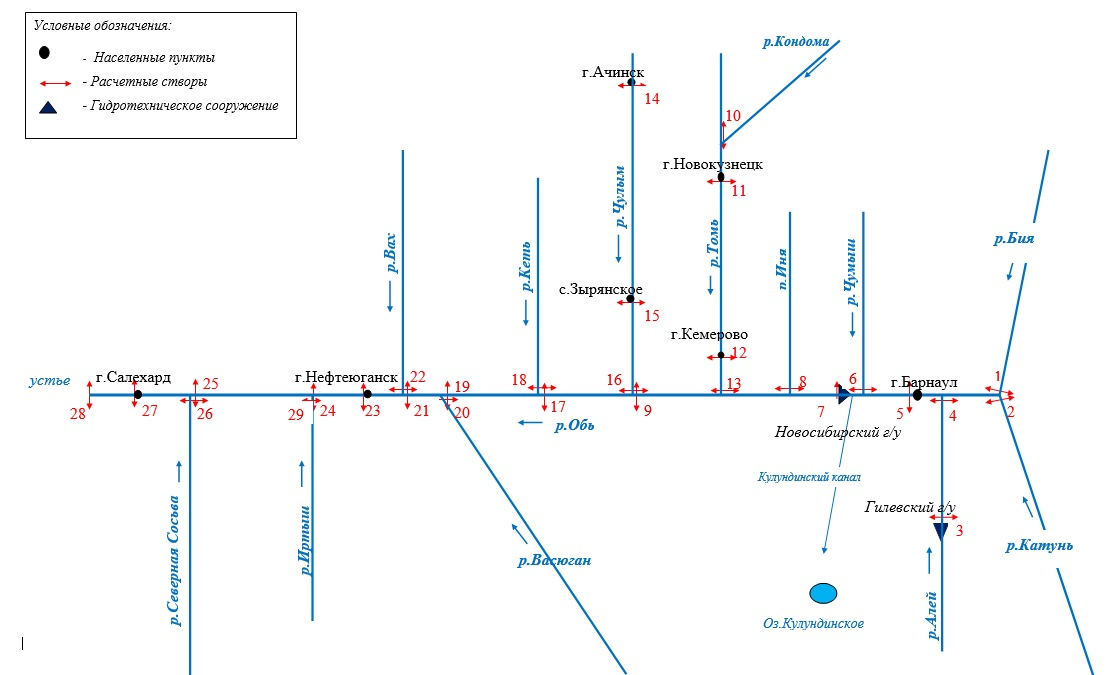 Условные обозначения:
- Населенные пункты
- Расчетные створы
- Гидротехническое сооружение
р.Кондома
г.Ачинск
14
10
г.Новокузнецк
11
р.Чулым
р.Томь
р.Вах
р.Кеть
р.Иня
р.Чумыш
р.Бия
с.Зырянское
15
г.Кемерово
12
устье
г.Салехард
25
г.Нефтеюганск
22
19
18
16
13
8
6
г.Барнаул
1
28
27
26
29
24
23
21
20
17
9
7
5
4
2
р.Обь
Новосибирский г/у
Кулундинский канал
Гилевский г/у
3
р.Северная Сосьва
р.Иртыш
р.Васюган
р.Катунь
р.Алей
Оз.Кулундинское